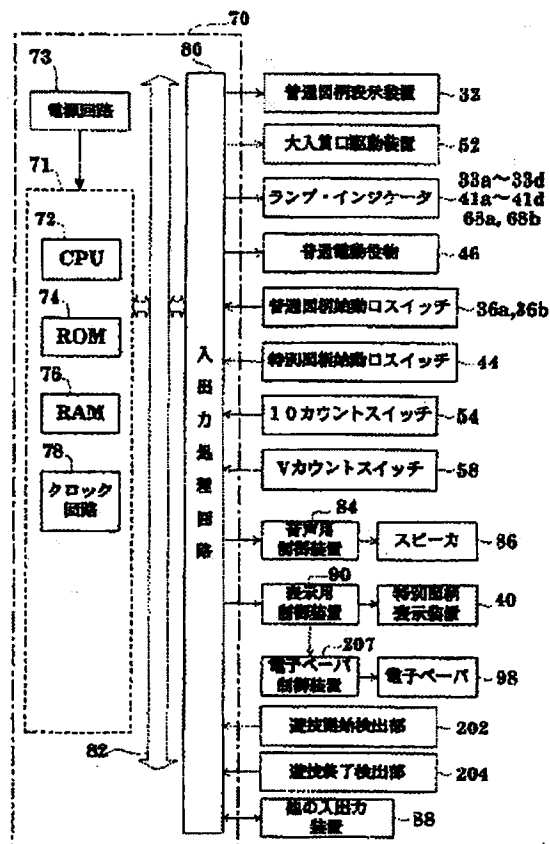 70
80
73
電源回路
71
72
CPU
74
ROM
76
RAM
78
クロック
回路
82
入出力処理回路
普通図柄表示装置
32
大入賞口駆動装置
52
ランプ・インジケータ
33a～33d
41a～41d
68a, 68b
普通電動役物
46
普通図柄始動口スイッチ
36a,36b
特別図柄始動口スイッチ
44
10カウントスイッチ
54
Vカウントスイッチ
58
84
音声用
制御装置
スピーカ
86
90
表示用
制御装置
特別図柄
表示装置
40
207
電子ペーパ
制御装置
電子ペーパ
98
遊技開始検出部
202
遊技終了検出部
204
他の入出力
装置
88